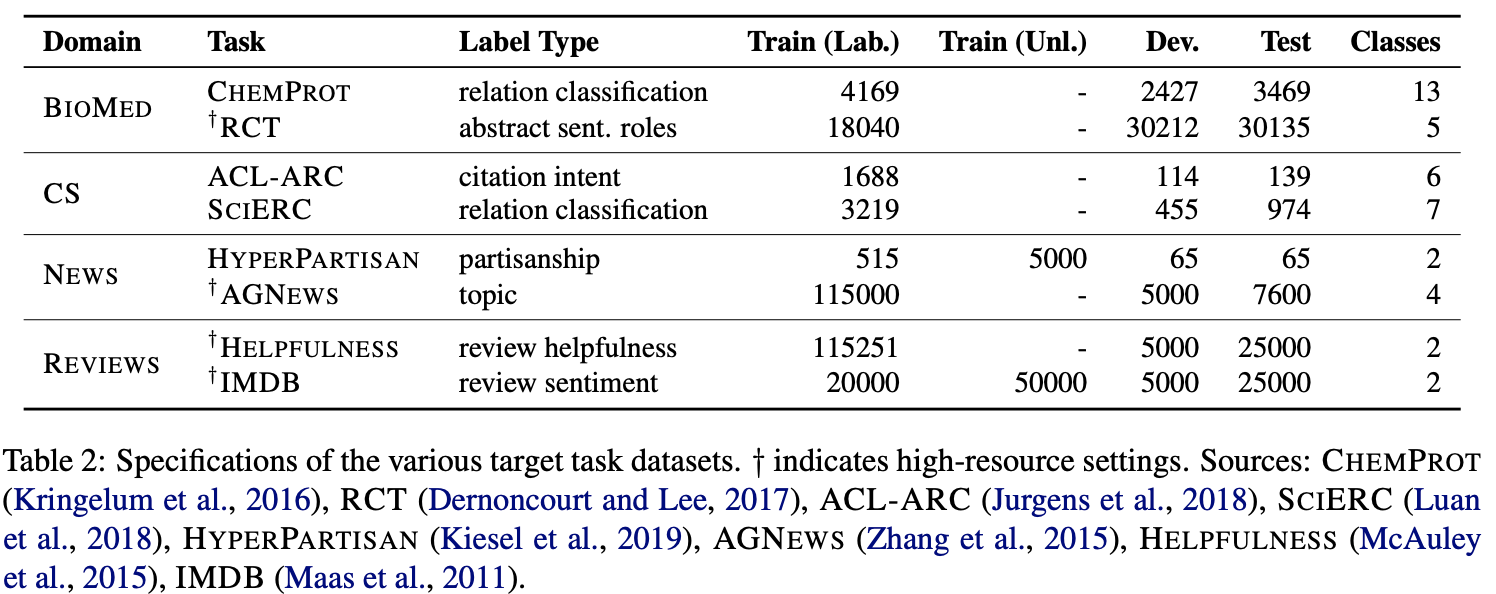 Domain Task Label Type Train (Lab.) Train (Unl.) Dev. Test Classes
BIOMED
CHEMPROT relation classification 4169 - 2427 3469 13
†RCT abstract sent. roles 18040 - 30212 30135 5
CS
ACL-ARC citation intent 1688 - 114 139 6
SCIERC relation classification 3219 - 455 974 7
NEWS
HYPERPARTISAN partisanship 515 5000 65 65 2
†AGNEWS topic 115000 - 5000 7600 4
REVIEWS
†HELPFULNESS review helpfulness 115251 - 5000 25000 2
†IMDB review sentiment 20000 50000 5000 25000 2
Table 2: Specifications of the various target task datasets. † indicates high-resource settings. Sources: CHEMPROT
(Kringelum et al., 2016), RCT (Dernoncourt and Lee, 2017), ACL-ARC (Jurgens et al., 2018), SCIERC (Luan
et al., 2018), HYPERPARTISAN (Kiesel et al., 2019), AGNEWS (Zhang et al., 2015), HELPFULNESS (McAuley
et al., 2015), IMDB (Maas et al., 2011).